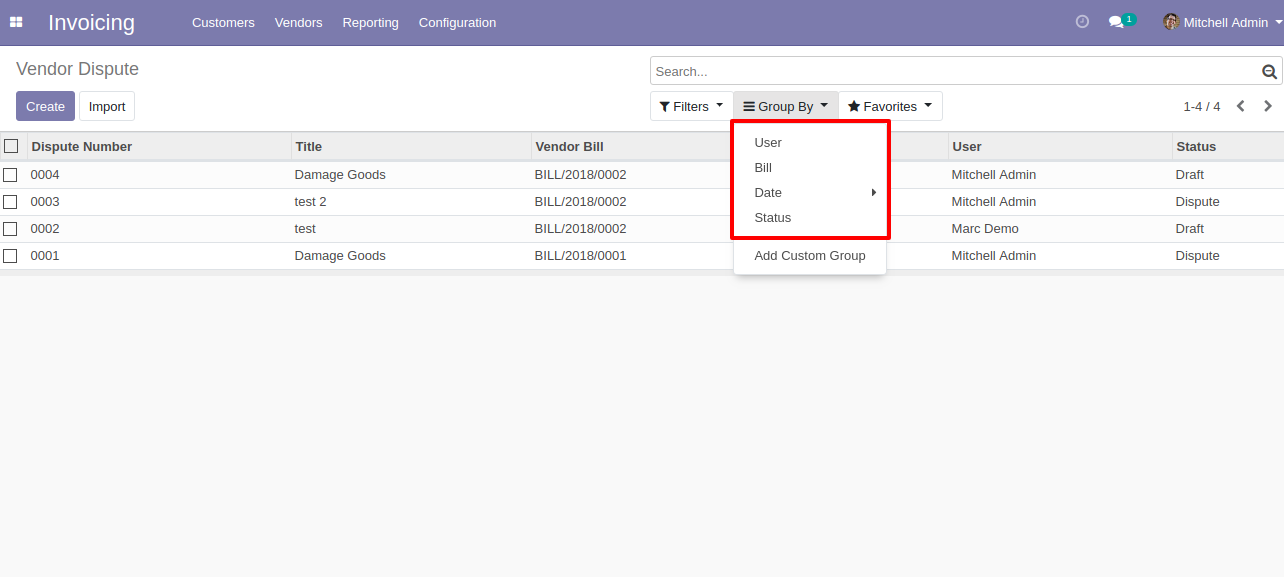 Invoicing Customers Vendors Reporting Configuration 1 Mitchell Admin
Vendor Dispute Search...
Create Import Filters Group By Favorites 1-4 / 4
Dispute Number Title Vendor Bill User Status
0004 Damage Goods BILL/2018/0002 Mitchell Admin Draft
0003 test 2 BILL/2018/0002 Mitchell Admin Dispute
0002 test BILL/2018/0002 Marc Demo Draft
0001 Damage Goods BILL/2018/0001 Mitchell Admin Dispute
User
Bill
Date
Status
Add Custom Group